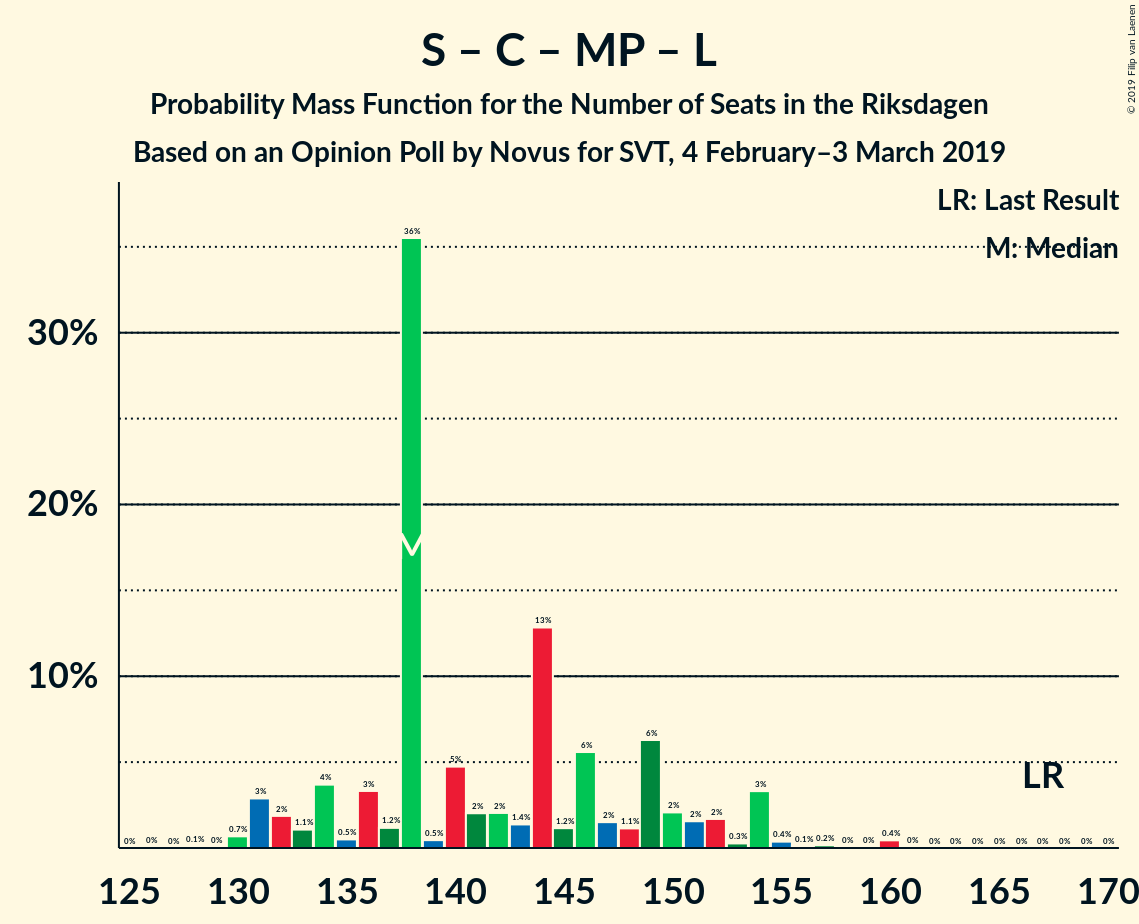 S – C – MP – L
Probability Mass Function for the Number of Seats in the Riksdagen
Based on an Opinion Poll by Novus for SVT, 4 February–3 March 2019
© 2019 Filip van Laenen
LR: Last Result
M: Median
30%
20%
10%
0% 0% 0% 0.1% 0% 0.7% 3% 2% 1.1% 4% 0.5% 3% 1.2% 36% 0.5% 5% 2% 2% 1.4% 13% 1.2% 6% 2% 1.1% 6% 2% 2% 2% 0.3% 3% 0.4% 0.1% 0.2% 0% 0% 0.4% 0% 0% 0% 0% 0% 0% 0% 0% 0% 0%
LR
125 130 135 140 145 150 155 160 165 170